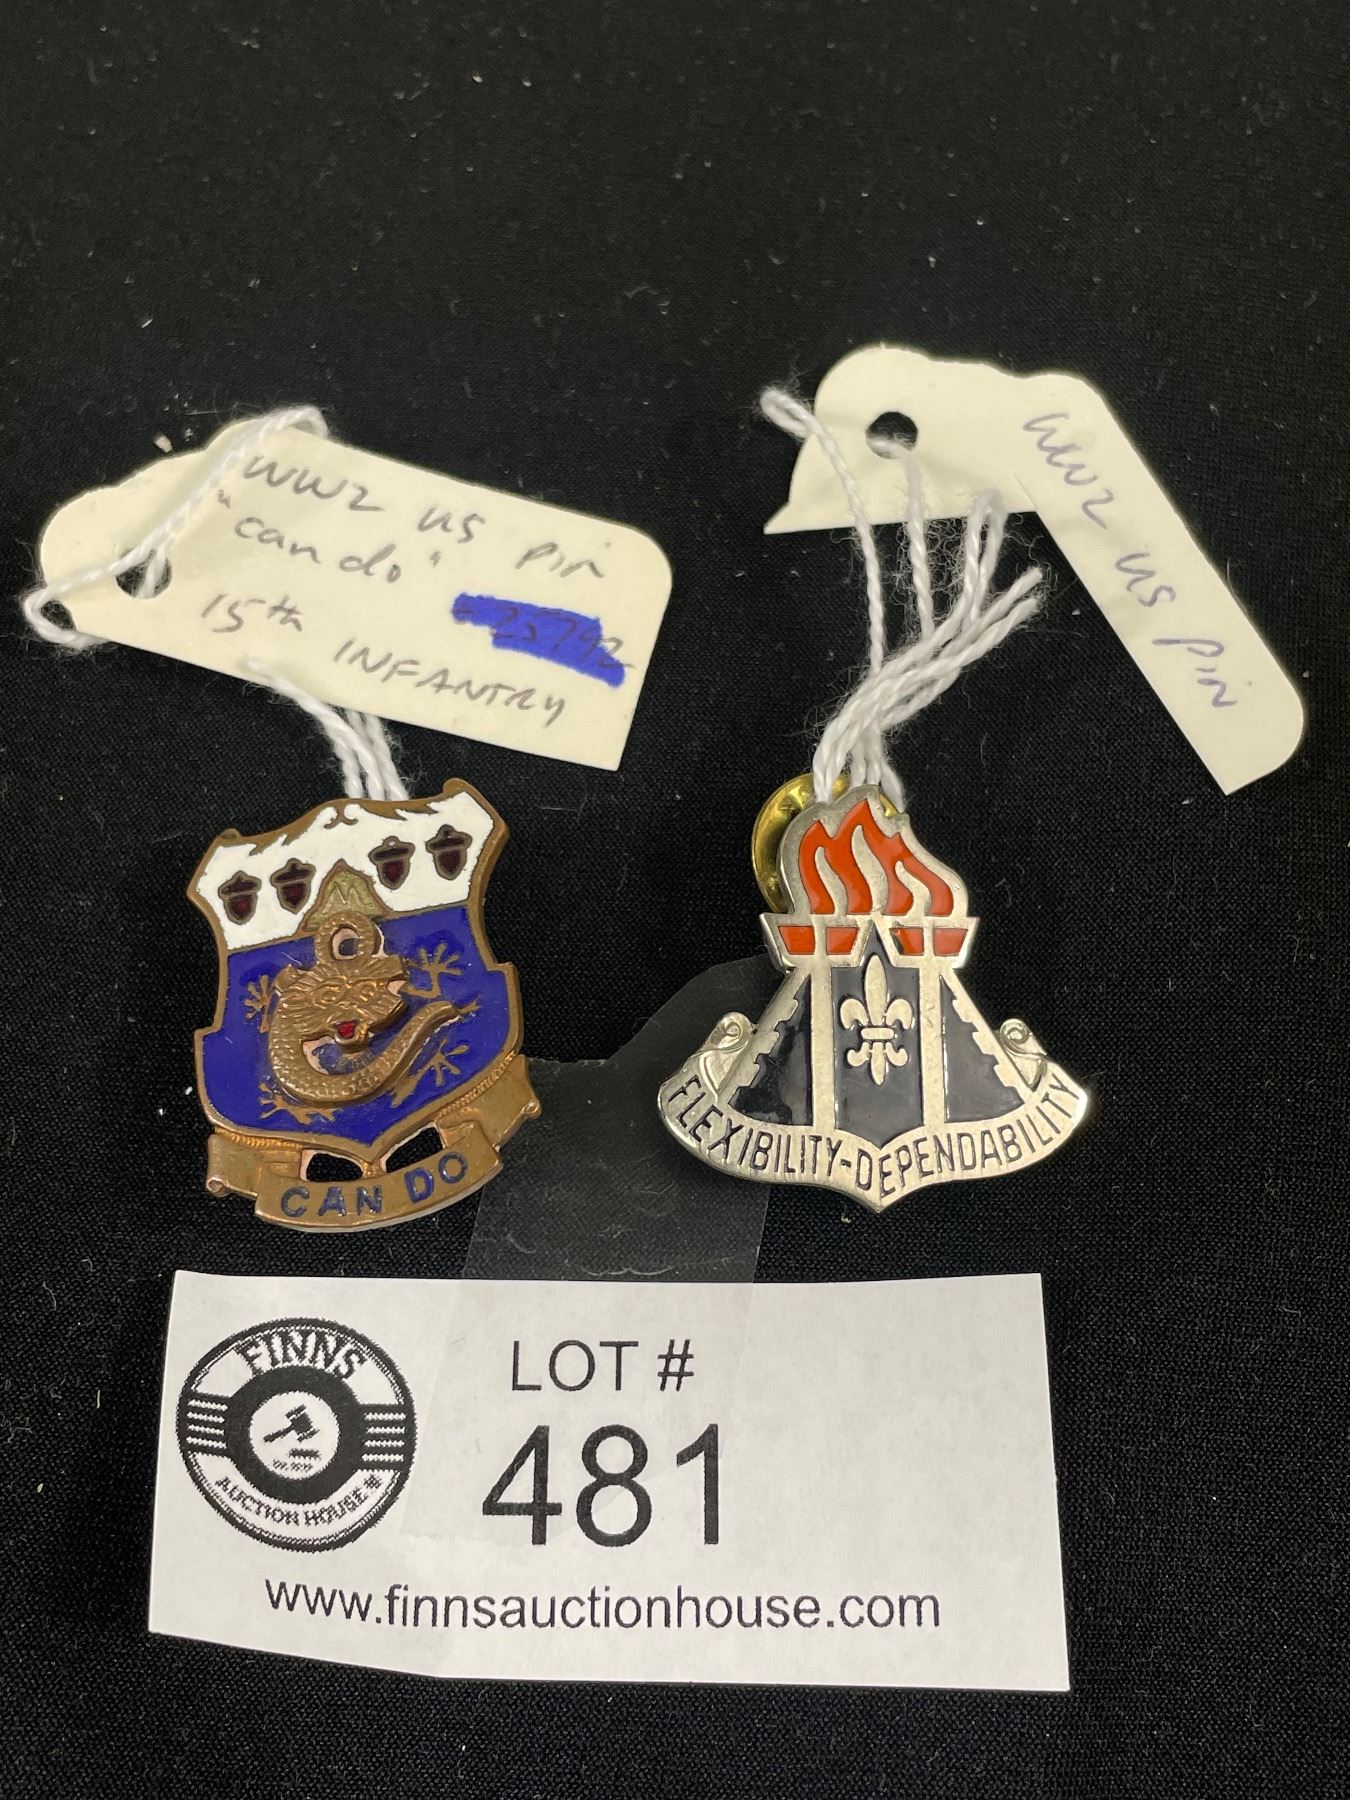 WW2 US pin
"can do"
15th INFANTRY
WW2 US Pin
CAN DO
FLEXIBILITY-DEPENDABILITY
FINNS
AUCTION HOUSE
LOT #
481
www.finnsauctionhouse.com